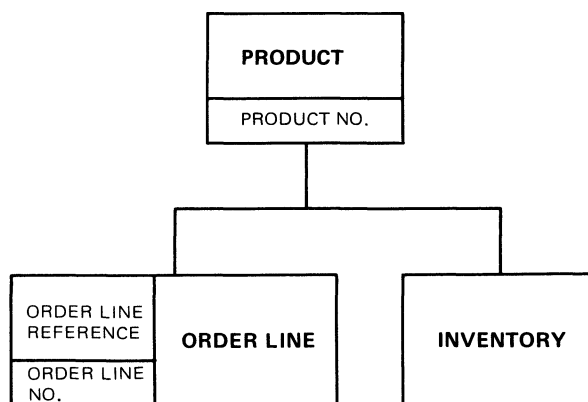 PRODUCT
PRODUCT NO.
ORDER LINE
REFERENCE
ORDER LINE
NO.
ORDER LINE
INVENTORY